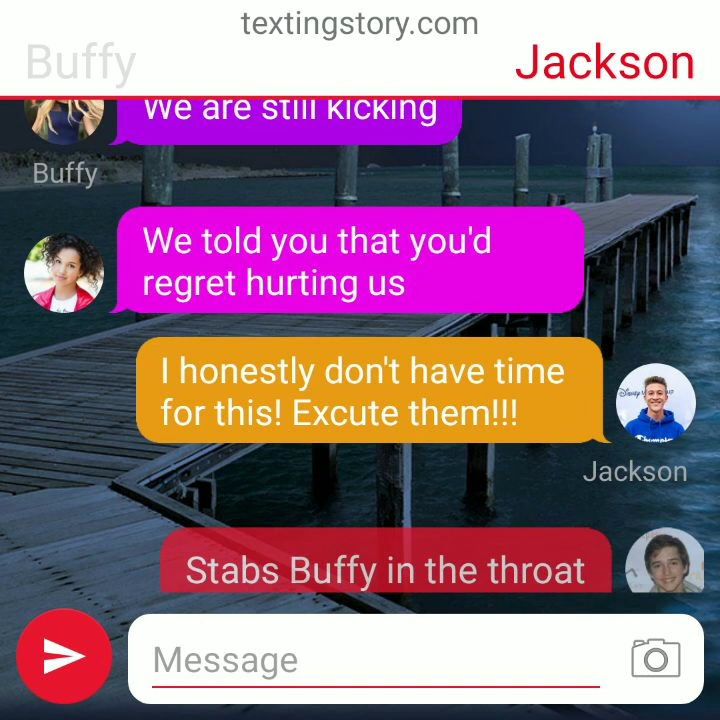 textingstory.com
Buffy
Jackson
We are still kicking
Buffy
We told you that you'd
regret hurting us
I honestly don't have time
for this! Excute them!!!
Jackson
Stabs Buffy in the throat
Message